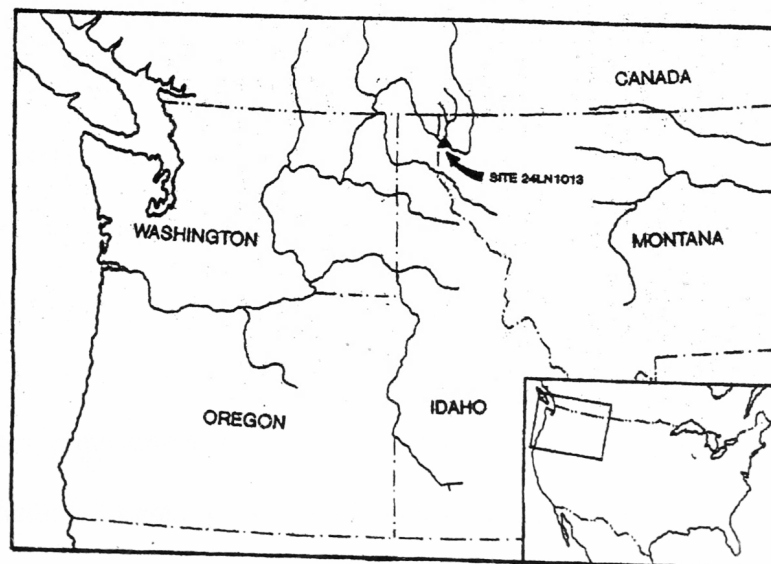 CANADA
SITE 24LN1013
WASHINGTON
MONTANA
OREGON
IDAHO